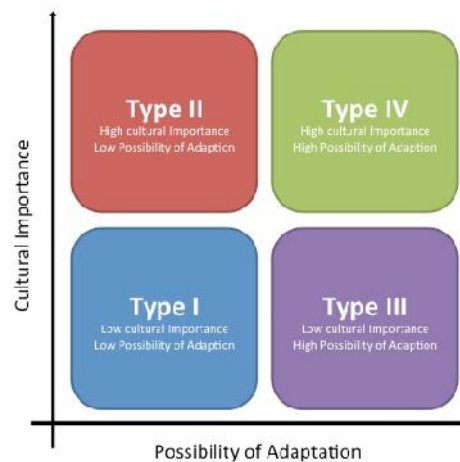 Cultural Importance
Type II
High cultural Importance
Low Possibility of Adaption
Type IV
High cultural Importance
High Possibility of Adaption
Type I
Low cultural Importance
Low Possibility of Adaption
Type III
Low cultural Importance
High Possibility of Adaption
Possibility of Adaptation